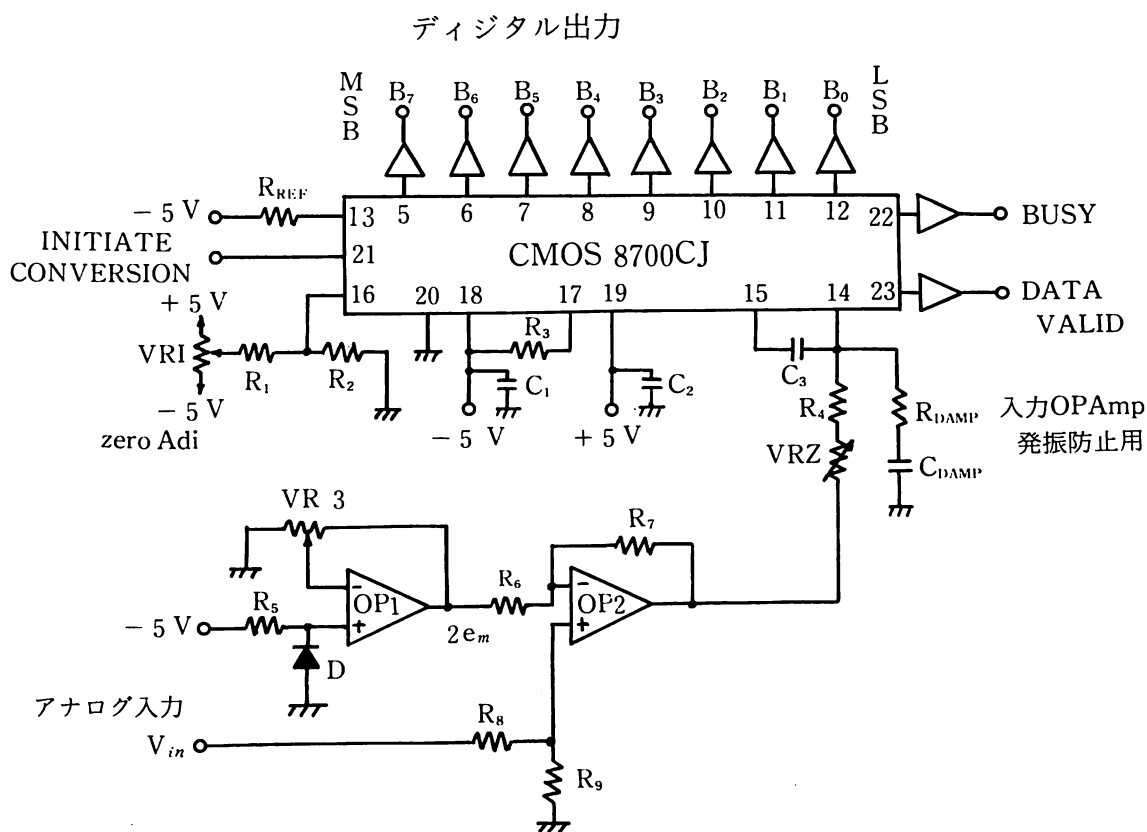 ディジタル出力
MSB
B₇ B₆ B₅ B₄ B₃ B₂ B₁ B₀
LSB
− 5 V
R_REF
13 5 6 7 8 9 10 11 12 22
BUSY
INITIATE
CONVERSION
21
CMOS 8700CJ
16 20 18 17 19 15 14 23
DATA
VALID
+ 5 V
VRI
R₁
R₂
R₃
C₁
C₂
C₃
− 5 V
zero Adi
− 5 V
+ 5 V
R₄
R_DAMP
入力OPAmp
発振防止用
VRZ
C_DAMP
VR 3
R₇
− 5 V
R₅
−
OP1
+
R₆
2eₘ
−
OP2
+
D
アナログ入力
V_in
R₈
R₉